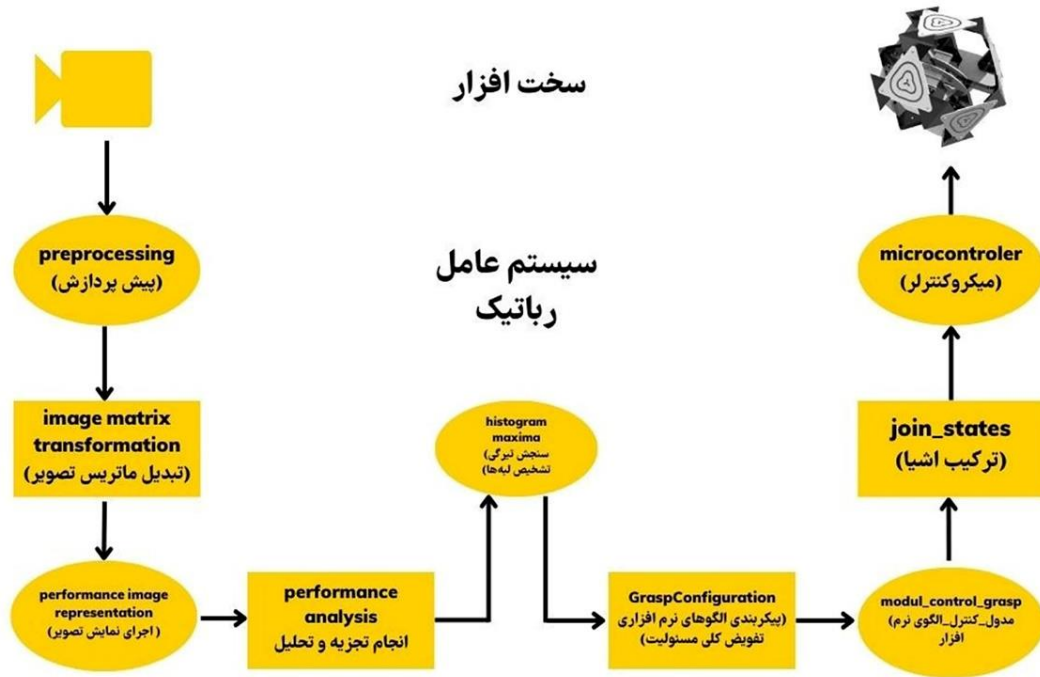 سخت افزار
سیستم عامل
رباتیک
preprocessing
(پیش پردازش)
image matrix
transformation
(تبدیل ماتریس تصویر)
performance image
representation
(اجرای نمایش تصویر )
performance
analysis
انجام تجزیه و تحلیل
histogram
maxima
سنجش تیرگی)
(تشخیص لبه‌ها
GraspConfiguration
(پیکربندی الگوهای نرم افزاری
تفویض کلی مسئولیت)
modul_control_grasp
مدول_کنترل_الگوی نرم)
افزار
join_states
(ترکیب اشیا)
microcontroler
(میکروکنترلر)